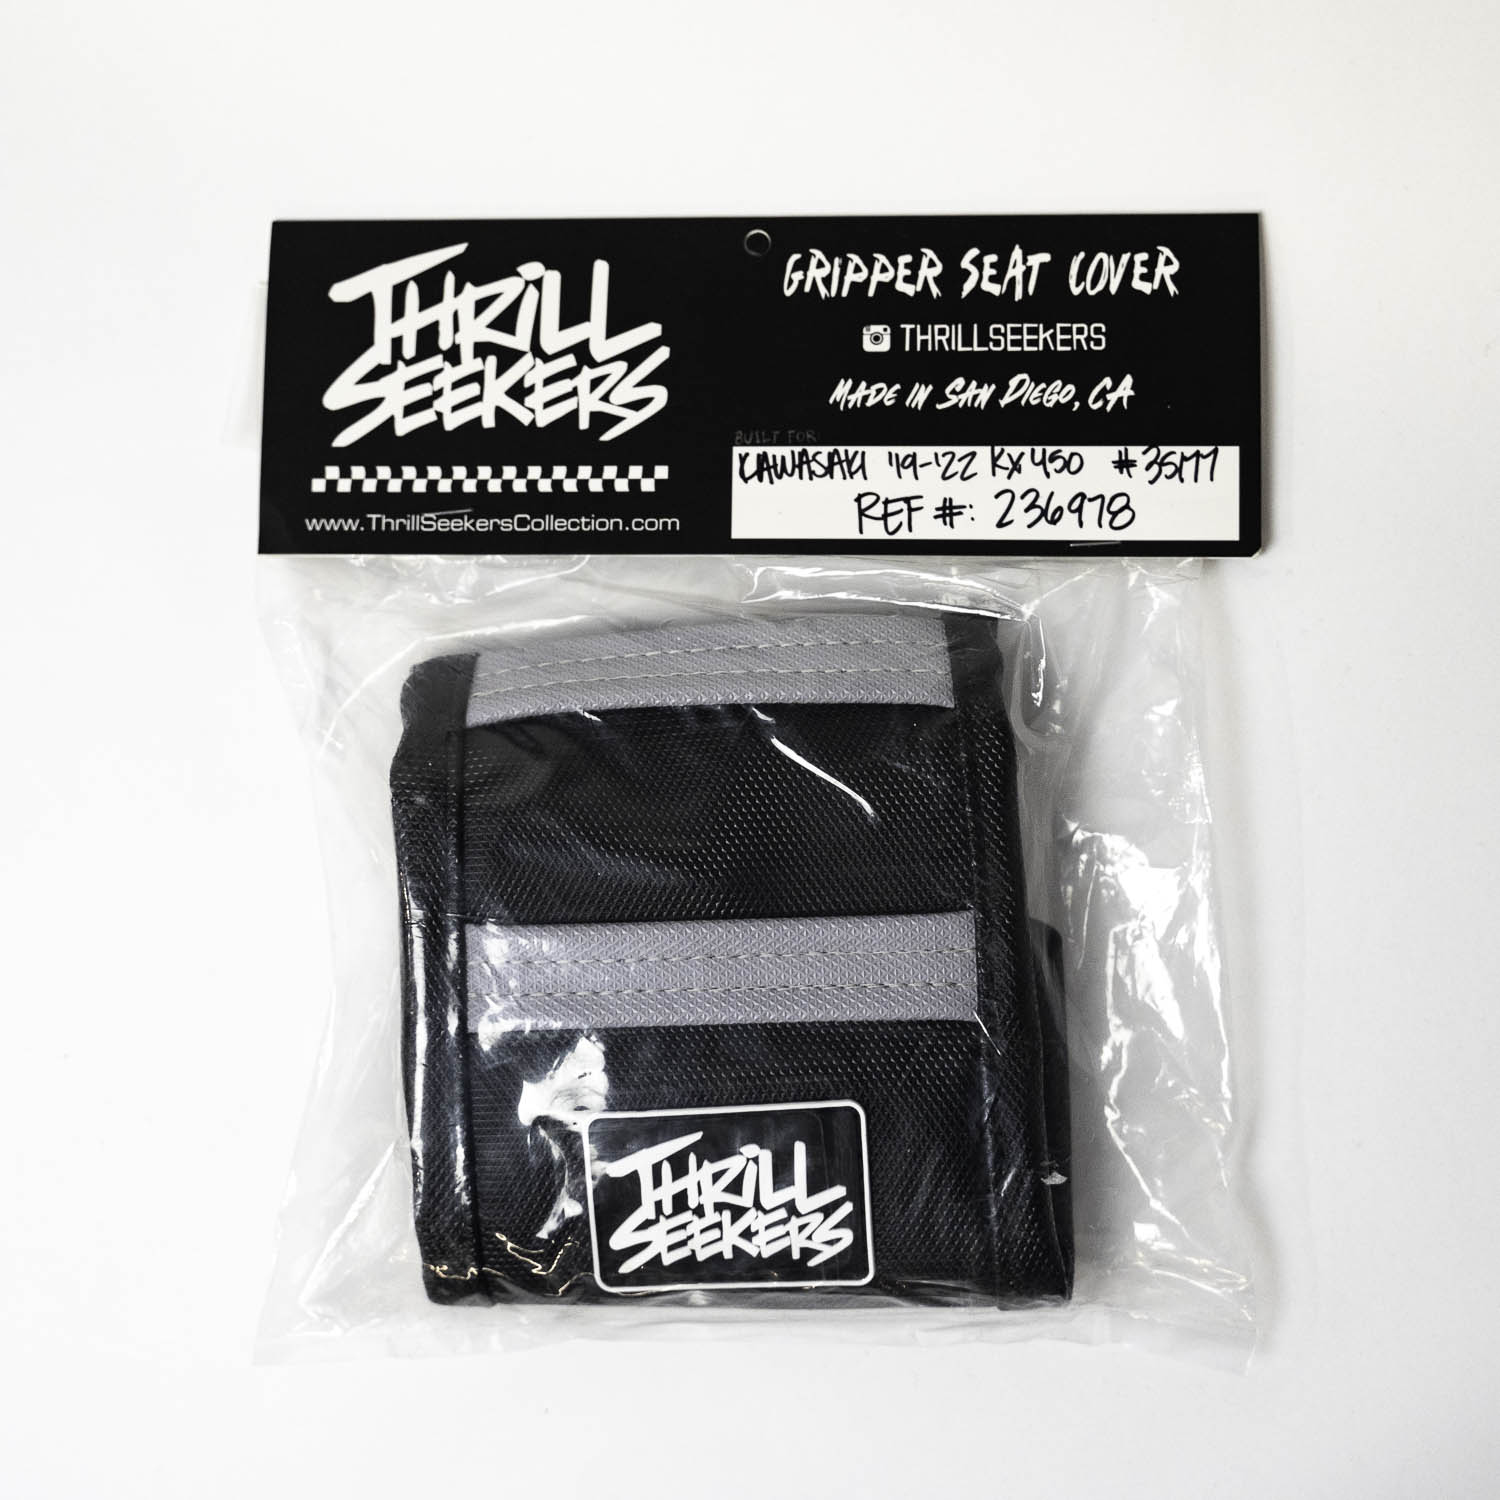 THRiLL
SEEKERS
www.ThrillSeekersCollection.com
GRIPPER SEAT COVER
THRILLSEEKERS
MADE IN SAN DIEGO, CA
BUILT FOR:
KAWASAKI '19-'22 KX450
REF #: 236978
THRiLL
SEEKERS